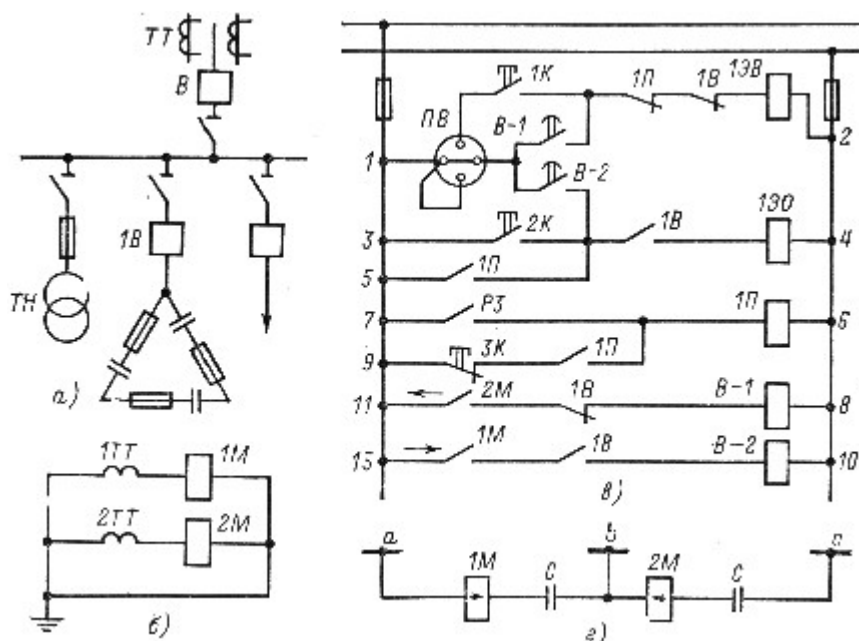 ТТ
В
1В
ТН
а)
1ТТ 1М
2ТТ 2М
б)
1К 1П 1В 1ЭВ
ПВ В-1
1 2
В-2
1ЭО
3 2К 1В 4
5 1П
7 РЗ 1П 6
9 3К 1П
11 2М 1В В-1 8
15 1М 1В В-2 10
в)
а
1М С 2М С
г)